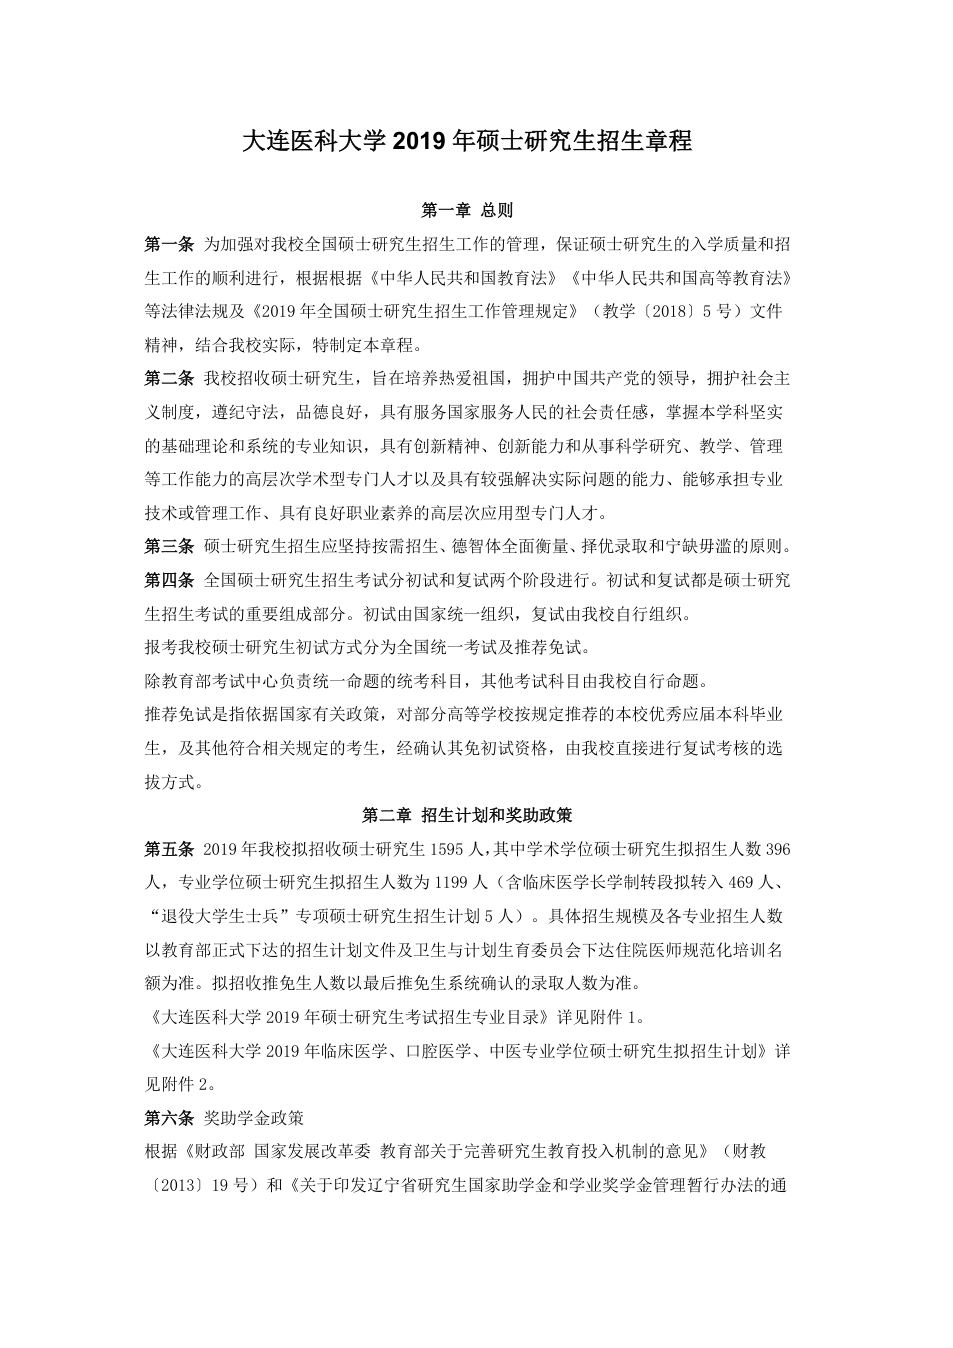 大连医科大学 2019 年硕士研究生招生章程
第一章 总则
第一条 为加强对我校全国硕士研究生招生工作的管理，保证硕士研究生的入学质量和招
生工作的顺利进行，根据根据《中华人民共和国教育法》《中华人民共和国高等教育法》
等法律法规及《2019 年全国硕士研究生招生工作管理规定》（教学〔2018〕5 号）文件
精神，结合我校实际，特制定本章程。
第二条 我校招收硕士研究生，旨在培养热爱祖国，拥护中国共产党的领导，拥护社会主
义制度，遵纪守法，品德良好，具有服务国家服务人民的社会责任感，掌握本学科坚实
的基础理论和系统的专业知识，具有创新精神、创新能力和从事科学研究、教学、管理
等工作能力的高层次学术型专门人才以及具有较强解决实际问题的能力、能够承担专业
技术或管理工作、具有良好职业素养的高层次应用型专门人才。
第三条 硕士研究生招生应坚持按需招生、德智体全面衡量、择优录取和宁缺毋滥的原则。
第四条 全国硕士研究生招生考试分初试和复试两个阶段进行。初试和复试都是硕士研究
生招生考试的重要组成部分。初试由国家统一组织，复试由我校自行组织。
报考我校硕士研究生初试方式分为全国统一考试及推荐免试。
除教育部考试中心负责统一命题的统考科目，其他考试科目由我校自行命题。
推荐免试是指依据国家有关政策，对部分高等学校按规定推荐的本校优秀应届本科毕业
生，及其他符合相关规定的考生，经确认其免初试资格，由我校直接进行复试考核的选
拔方式。
第二章 招生计划和奖助政策
第五条 2019 年我校拟招收硕士研究生 1595 人，其中学术学位硕士研究生拟招生人数 396
人，专业学位硕士研究生拟招生人数为 1199 人（含临床医学长学制转段拟转入 469 人、
“退役大学生士兵”专项硕士研究生招生计划 5 人）。具体招生规模及各专业招生人数
以教育部正式下达的招生计划文件及卫生与计划生育委员会下达住院医师规范化培训名
额为准。拟招收推免生人数以最后推免生系统确认的录取人数为准。
《大连医科大学 2019 年硕士研究生考试招生专业目录》详见附件 1。
《大连医科大学 2019 年临床医学、口腔医学、中医专业学位硕士研究生拟招生计划》详
见附件 2。
第六条 奖助学金政策
根据《财政部 国家发展改革委 教育部关于完善研究生教育投入机制的意见》（财教
〔2013〕19 号）和《关于印发辽宁省研究生国家助学金和学业奖学金管理暂行办法的通